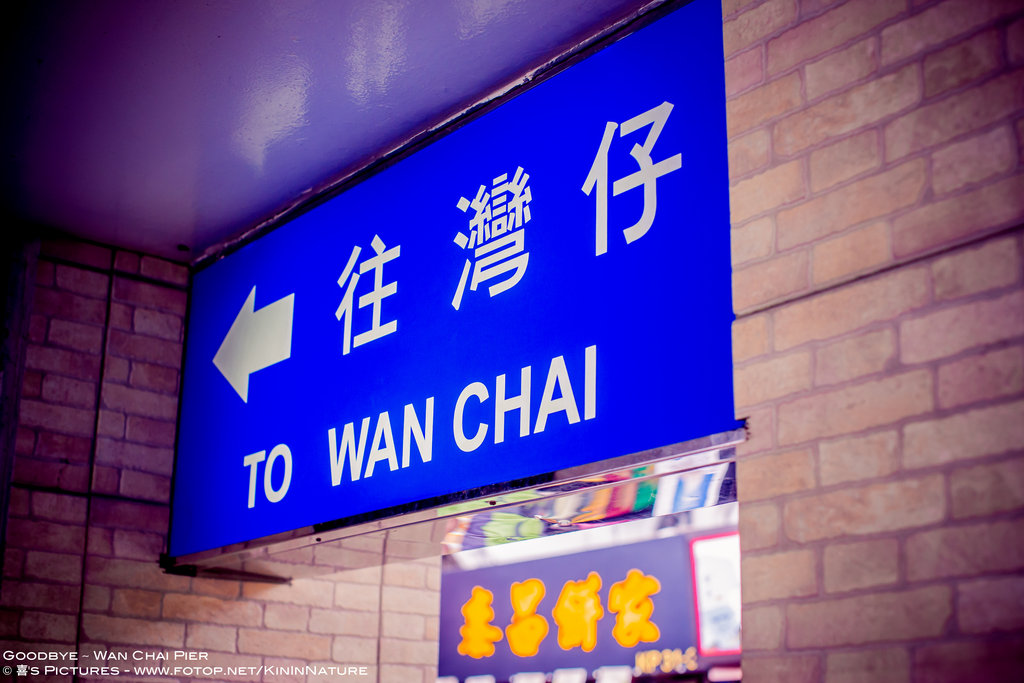 往灣仔
TO WAN CHAI
GOODBYE ~ WAN CHAI PIER
© 喜's PICTURES - WWW.FOTOP.NET/KININNATURE